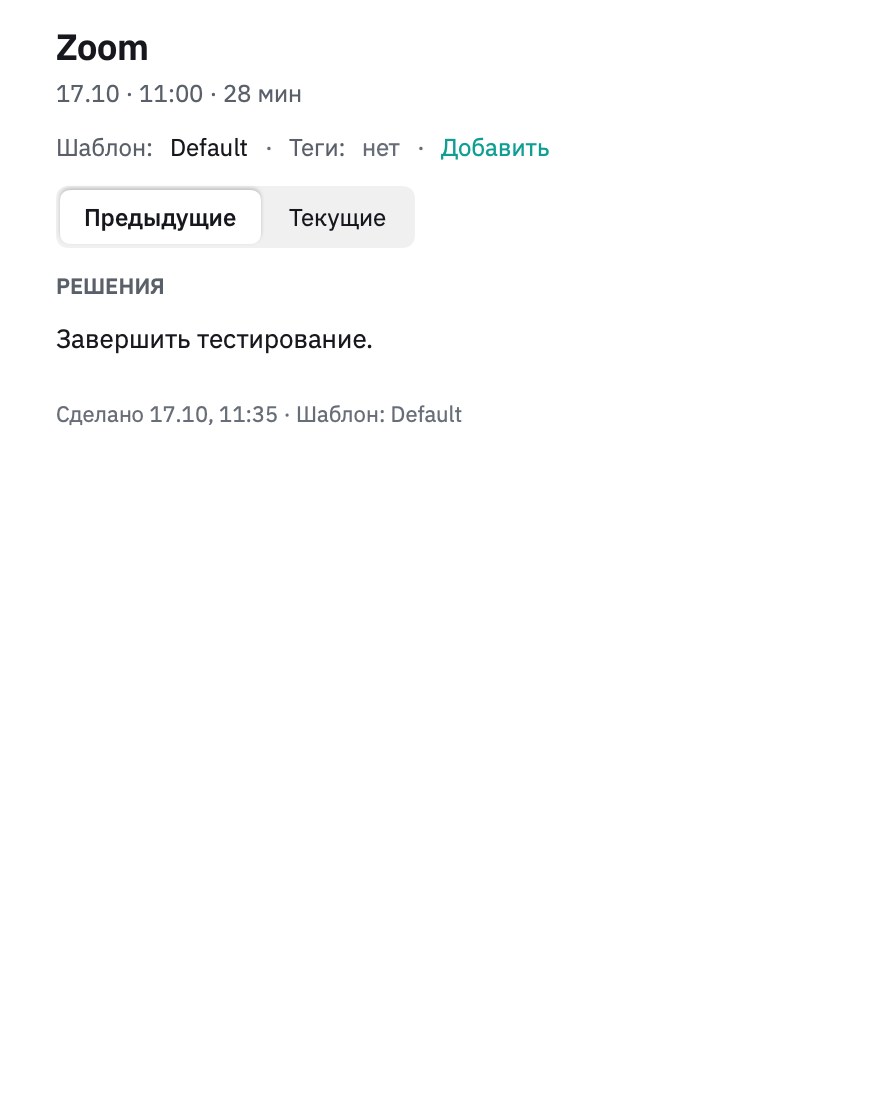 Zoom
17.10 · 11:00 · 28 мин
Шаблон: Default · Теги: нет · Добавить
Предыдущие Текущие
РЕШЕНИЯ
Завершить тестирование.
Сделано 17.10, 11:35 · Шаблон: Default